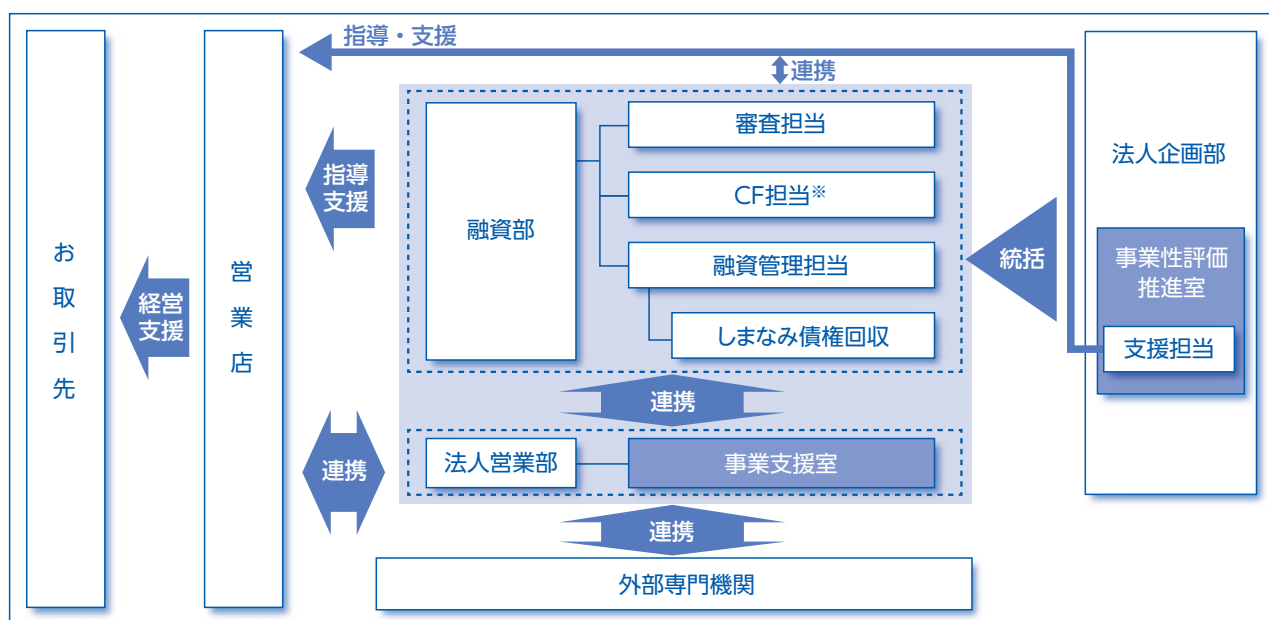 お取引先
経営
支援
営業店
指導・支援
連携
指導
支援
融資部
審査担当
CF担当※
融資管理担当
しまなみ債権回収
統括
法人企画部
事業性評価
推進室
支援担当
連携
連携
法人営業部
事業支援室
連携
外部専門機関